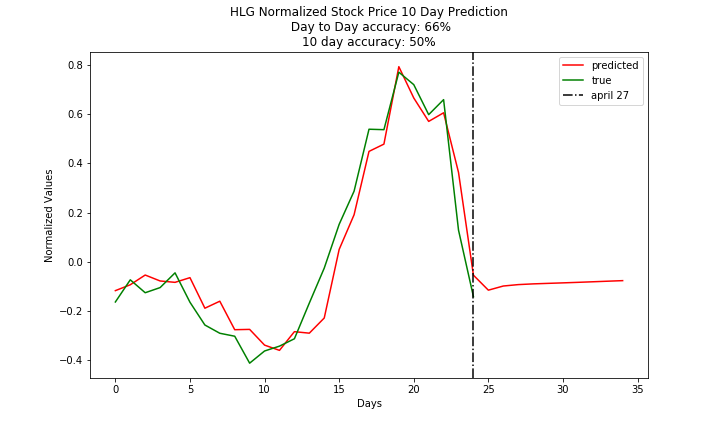 HLG Normalized Stock Price 10 Day Prediction
Day to Day accuracy: 66%
10 day accuracy: 50%
predicted
true
april 27
0.8
0.6
0.4
0.2
0.0
−0.2
−0.4
Normalized Values
0 5 10 15 20 25 30 35
Days